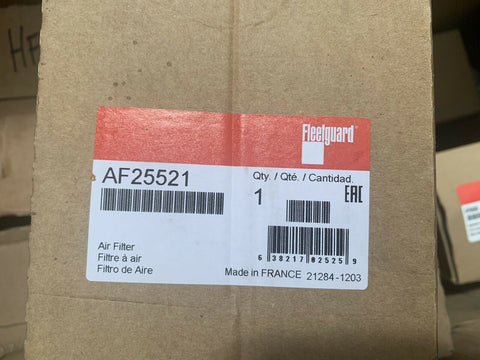 Fleetguard
AF25521
Qty. / Qté. / Cantidad.
1
EAC
Air Filter
Filtre à air
Filtro de Aire
6 38217 02525 9
Made in FRANCE 21284-1203